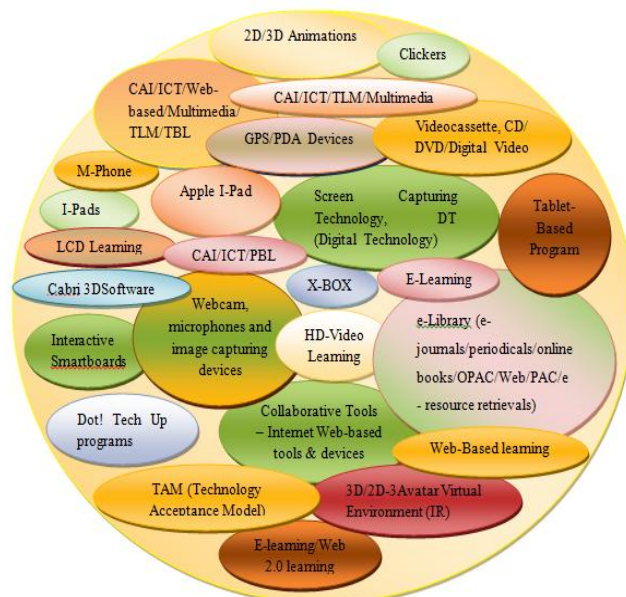 2D/3D Animations
Clickers
CAI/ICT/Web-
based/Multimedia/
TLM/TBL
CAI/ICT/TLM/Multimedia
GPS/PDA Devices
Videocassette, CD/
DVD/Digital Video
M-Phone
Apple I-Pad
I-Pads
Screen Capturing
Technology, DT
(Digital Technology)
Tablet-
Based
Program
LCD Learning
CAI/ICT/PBL
Cabri 3DSoftware
X-BOX
E-Learning
Webcam,
microphones and
image capturing
devices
HD-Video
Learning
e-Library (e-
journals/periodicals/online
books/OPAC/Web/PAC/e
- resource retrievals)
Interactive
Smartboards
Dot! Tech Up
programs
Collaborative Tools
– Internet Web-based
tools & devices
Web-Based learning
TAM (Technology
Acceptance Model)
3D/2D-3Avatar Virtual
Environment (IR)
E-learning/Web
2.0 learning